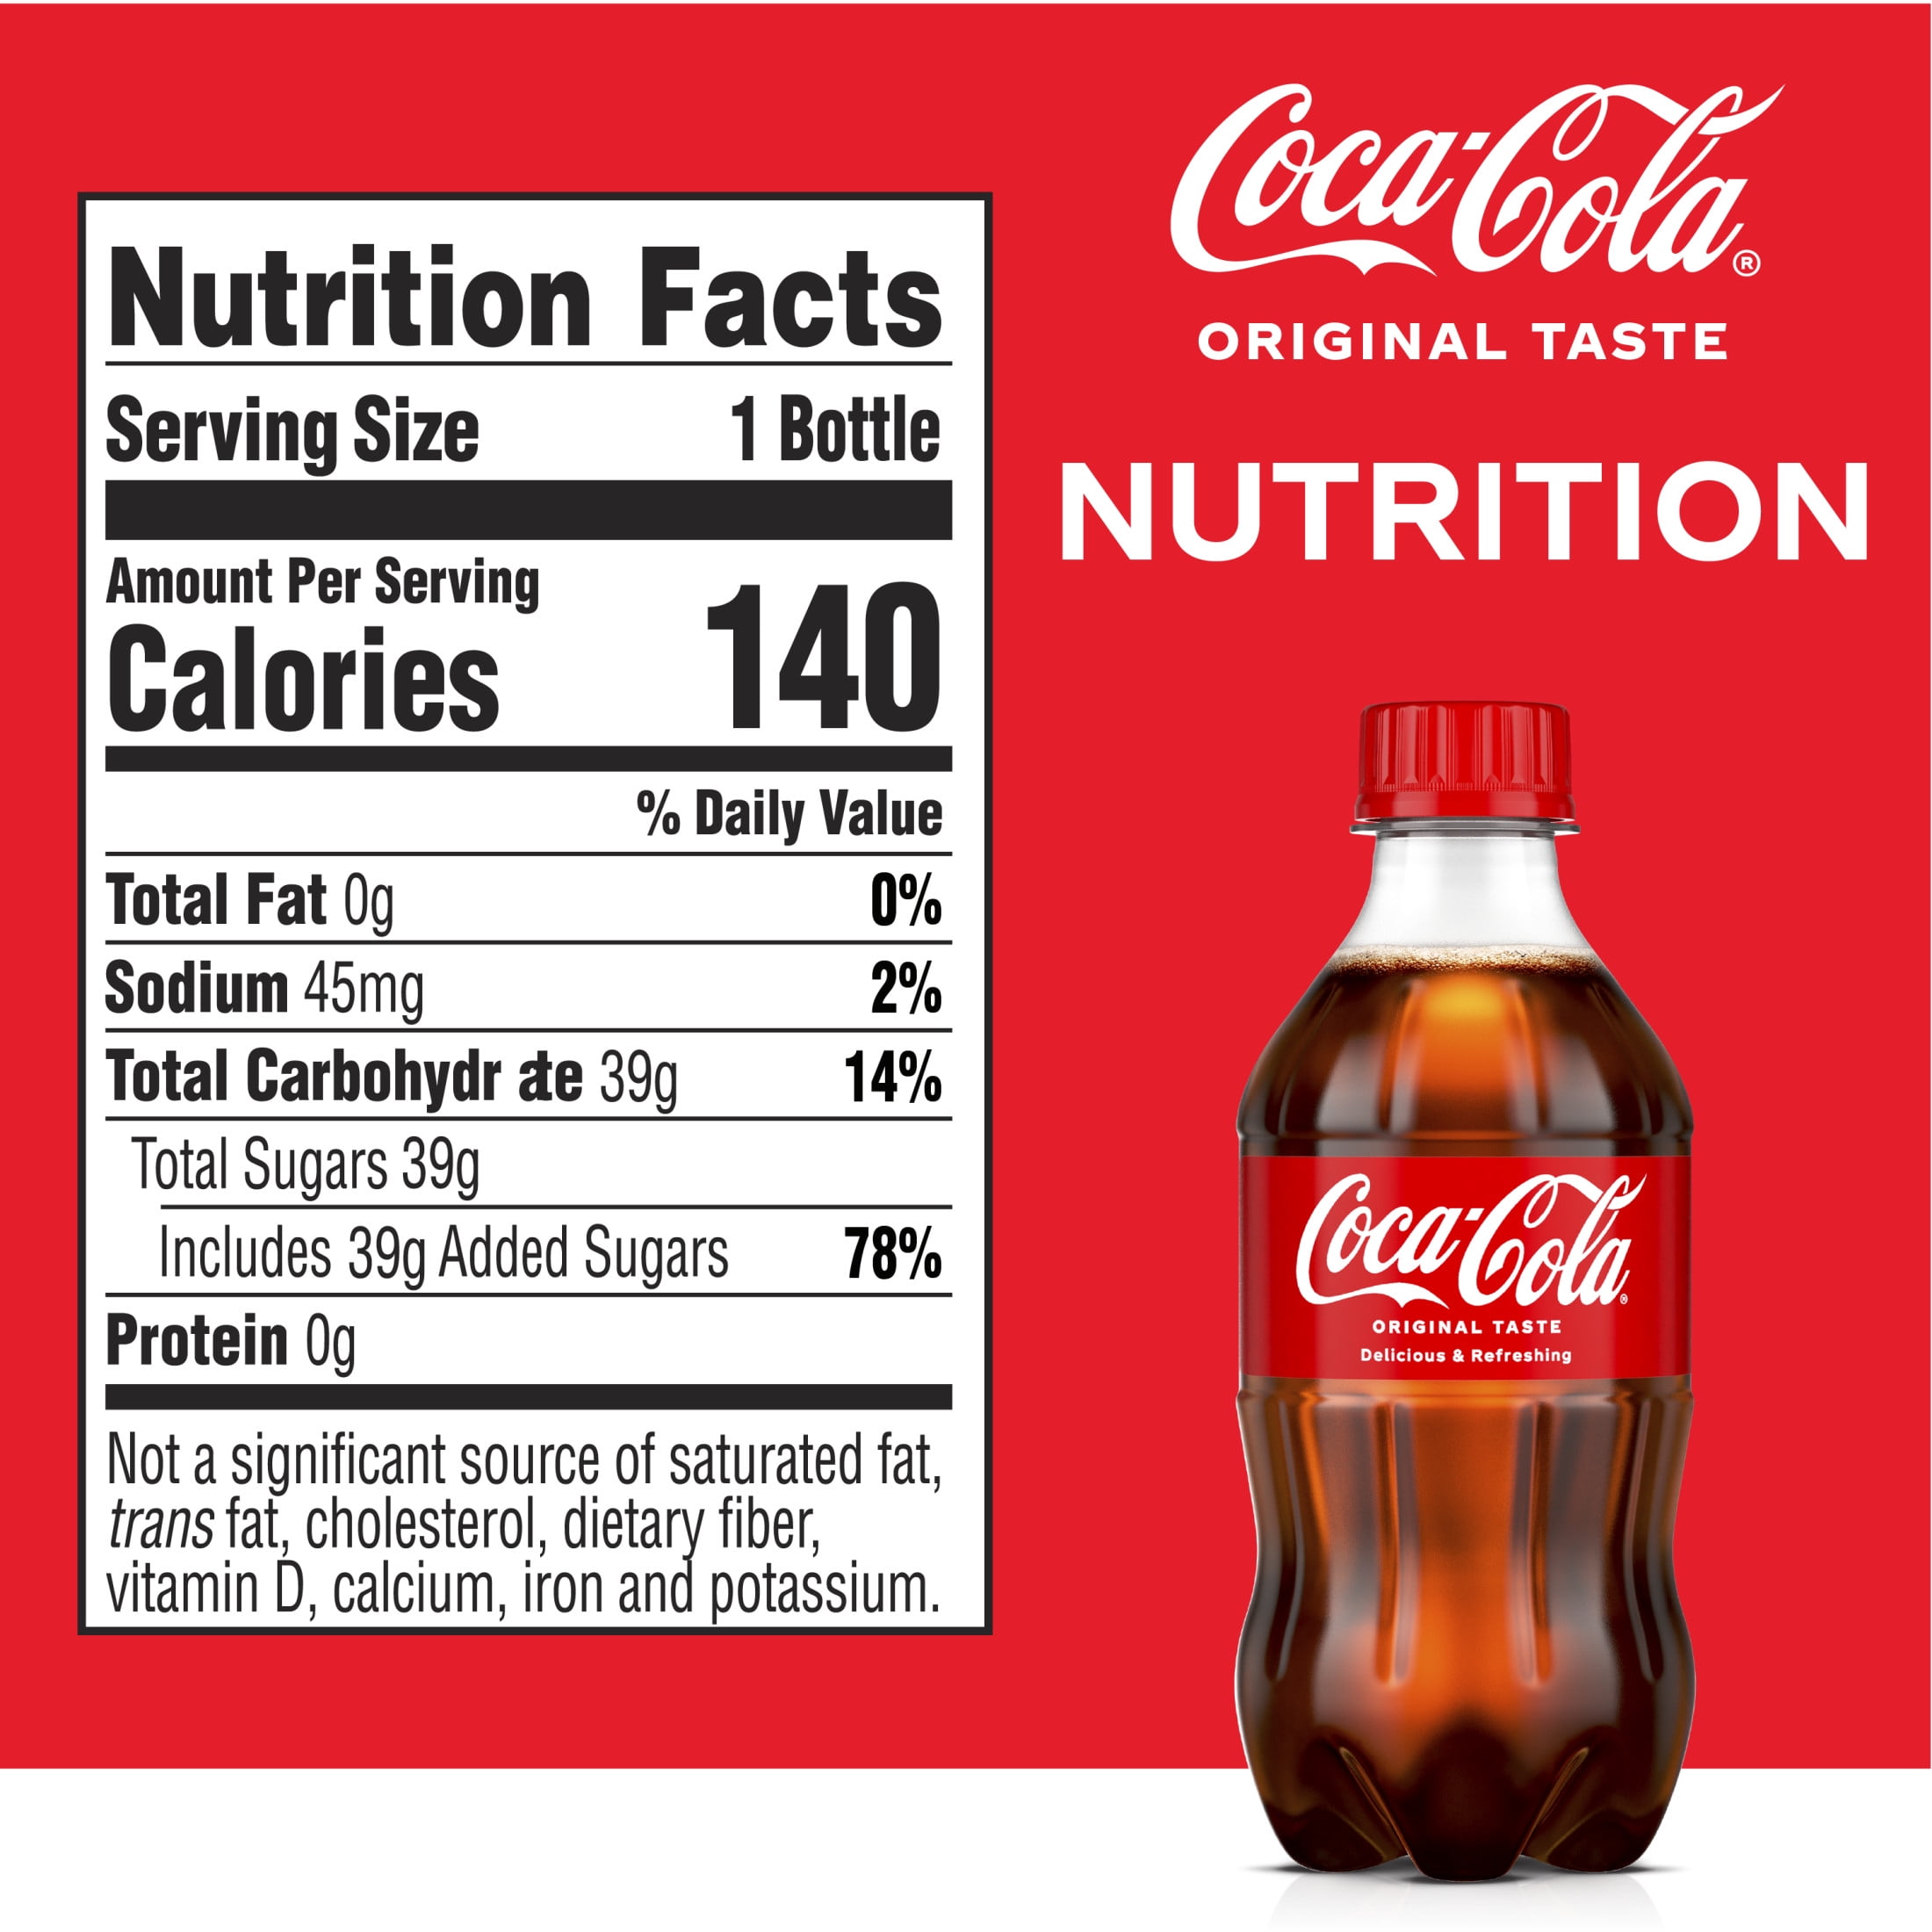 Nutrition Facts
Serving Size 1 Bottle
Amount Per Serving
Calories 140
% Daily Value
Total Fat 0g 0%
Sodium 45mg 2%
Total Carbohydr ate 39g 14%
Total Sugars 39g
Includes 39g Added Sugars 78%
Protein 0g
Not a significant source of saturated fat,
trans fat, cholesterol, dietary fiber,
vitamin D, calcium, iron and potassium.
Coca-Cola®
ORIGINAL TASTE
NUTRITION
Coca-Cola®
ORIGINAL TASTE
Delicious & Refreshing